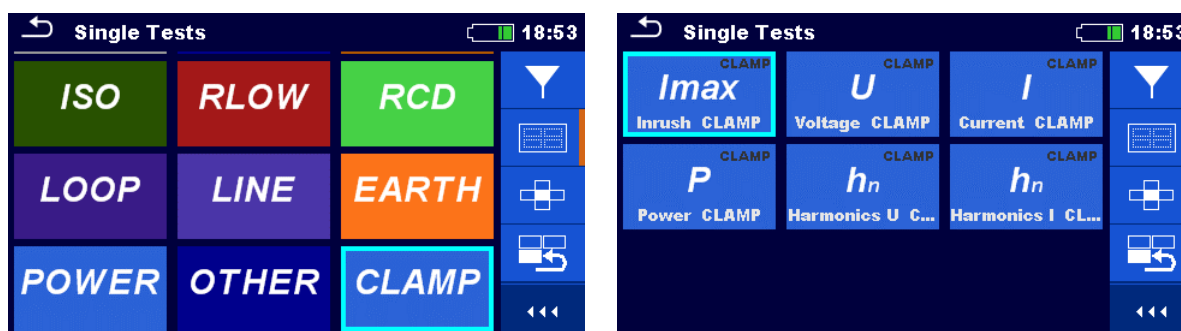 Single Tests 18:53
ISO RLOW RCD
LOOP LINE EARTH
POWER OTHER CLAMP
Single Tests 18:53
CLAMP CLAMP CLAMP
Imax U I
Inrush CLAMP Voltage CLAMP Current CLAMP
CLAMP CLAMP CLAMP
P hn hn
Power CLAMP Harmonics U C... Harmonics I CL...